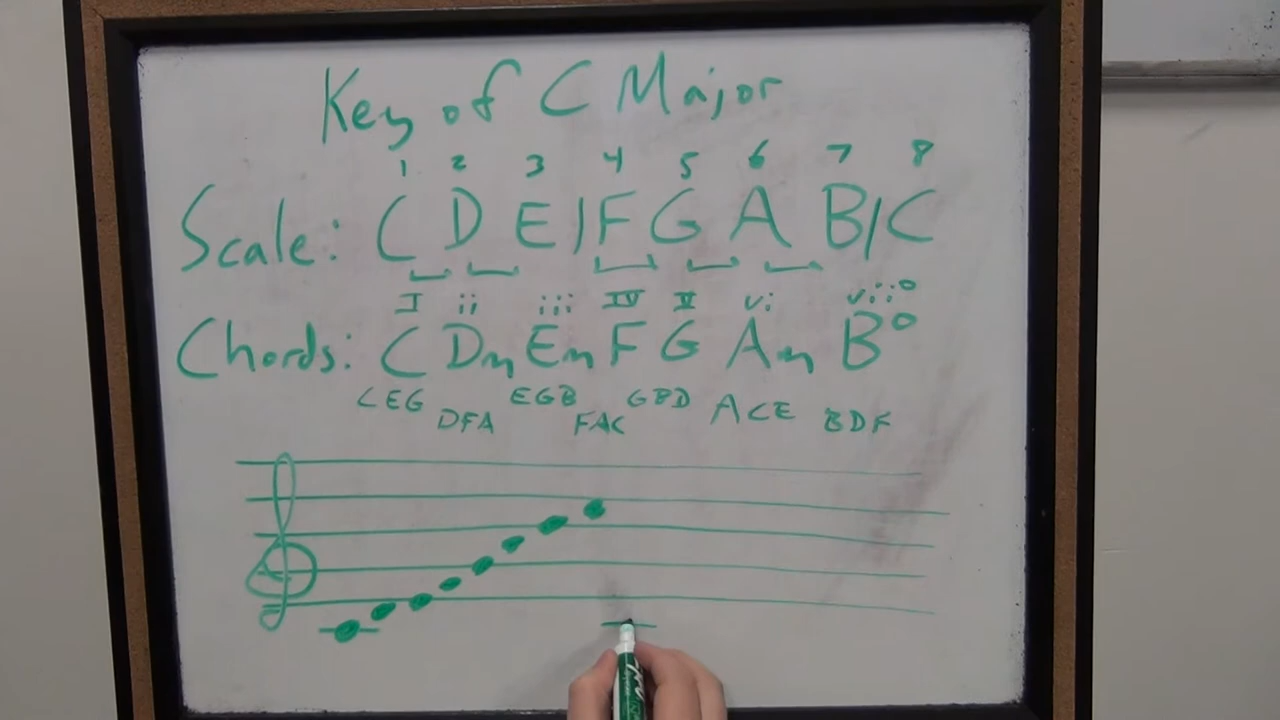 Key of C Major
1 2 3 4 5 6 7 8
Scale: C D E | F G A B | C
I ii iii IV V vi vii°
Chords: C Dm Em F G Am B°
CEG DFA EGB FAC GBD ACE BDF